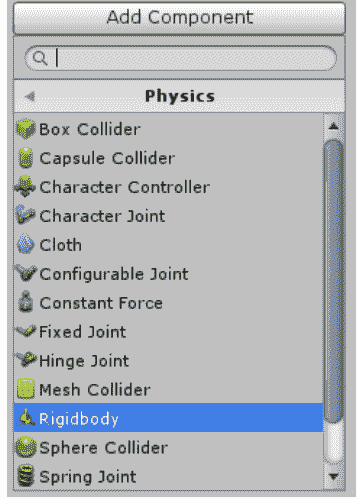 Add Component
Physics
Box Collider
Capsule Collider
Character Controller
Character Joint
Cloth
Configurable Joint
Constant Force
Fixed Joint
Hinge Joint
Mesh Collider
Rigidbody
Sphere Collider
Spring Joint